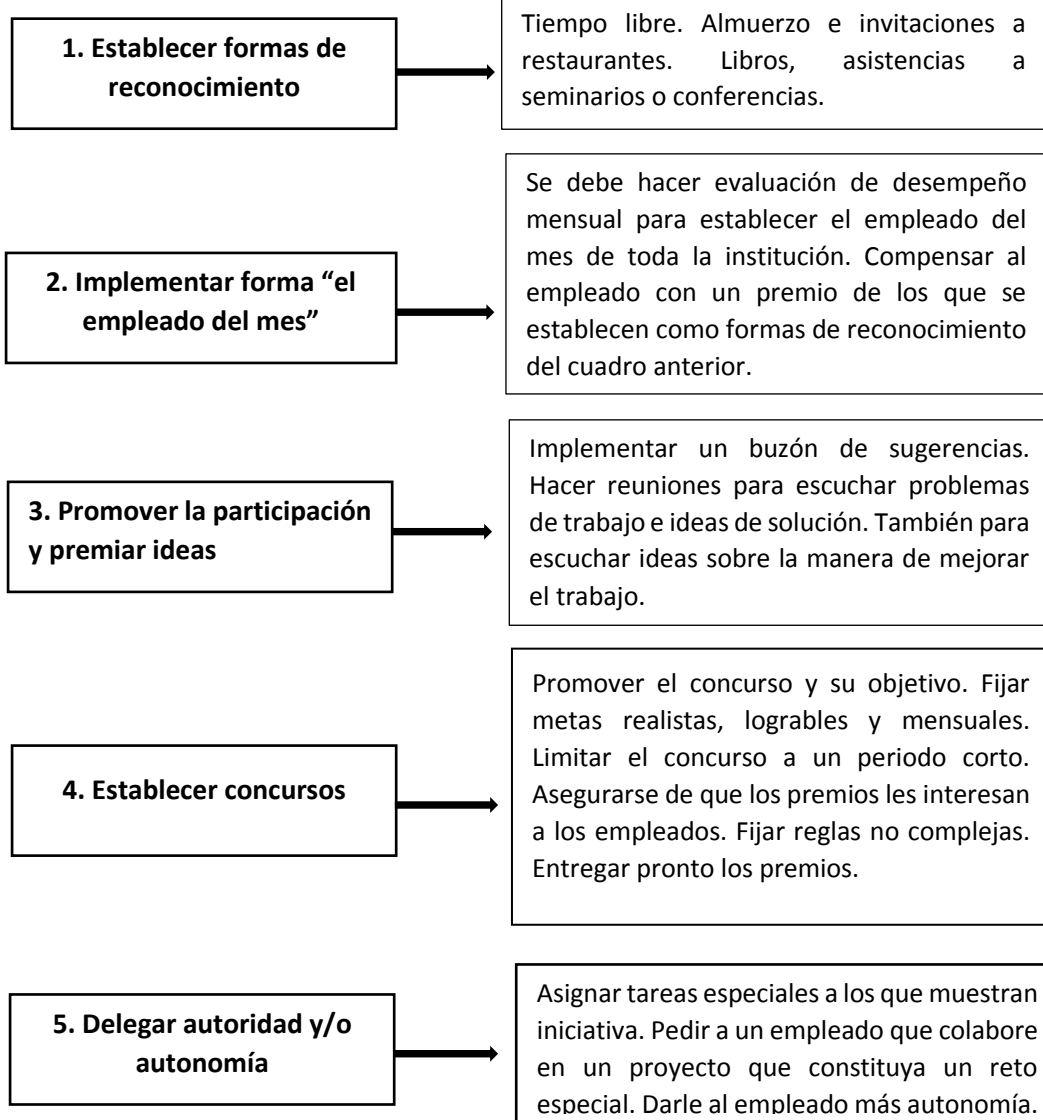 1. Establecer formas de
reconocimiento
Tiempo libre. Almuerzo e invitaciones a
restaurantes. Libros, asistencias a
seminarios o conferencias.
2. Implementar forma “el
empleado del mes”
Se debe hacer evaluación de desempeño
mensual para establecer el empleado del
mes de toda la institución. Compensar al
empleado con un premio de los que se
establecen como formas de reconocimiento
del cuadro anterior.
3. Promover la participación
y premiar ideas
Implementar un buzón de sugerencias.
Hacer reuniones para escuchar problemas
de trabajo e ideas de solución. También para
escuchar ideas sobre la manera de mejorar
el trabajo.
4. Establecer concursos
Promover el concurso y su objetivo. Fijar
metas realistas, logrables y mensuales.
Limitar el concurso a un periodo corto.
Asegurarse de que los premios les interesan
a los empleados. Fijar reglas no complejas.
Entregar pronto los premios.
5. Delegar autoridad y/o
autonomía
Asignar tareas especiales a los que muestran
iniciativa. Pedir a un empleado que colabore
en un proyecto que constituya un reto
especial. Darle al empleado más autonomía.